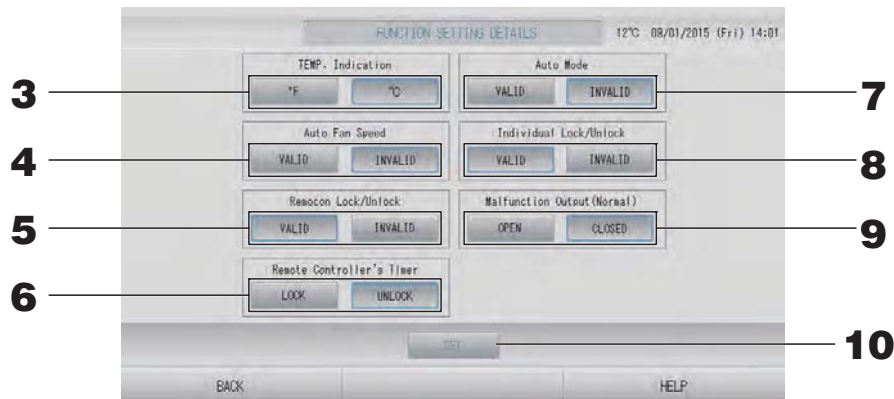 FUNCTION SETTING DETAILS
12°C 08/01/2015 (Fri) 14:01
TEMP. Indication
°F °C
Auto Mode
VALID INVALID
Auto Fan Speed
VALID INVALID
Individual Lock/Unlock
VALID INVALID
Remocon Lock/Unlock
VALID INVALID
Malfunction Output(Normal)
OPEN CLOSED
Remote Controller's Timer
LOCK UNLOCK
SET
BACK HELP
3
4
5
6
7
8
9
10